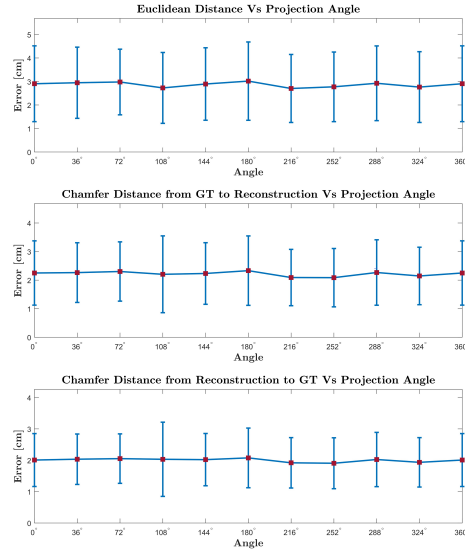 Euclidean Distance Vs Projection Angle
5
4
3
2
1
0
Error [cm]
0° 36° 72° 108° 144° 180° 216° 252° 288° 324° 360
Angle
Chamfer Distance from GT to Reconstruction Vs Projection Angle
4
3
2
1
0
Error [cm]
0° 36° 72° 108° 144° 180° 216° 252° 288° 324° 360
Angle
Chamfer Distance from Reconstruction to GT Vs Projection Angle
4
3
2
1
0
Error [cm]
0° 36° 72° 108° 144° 180° 216° 252° 288° 324° 360
Angle